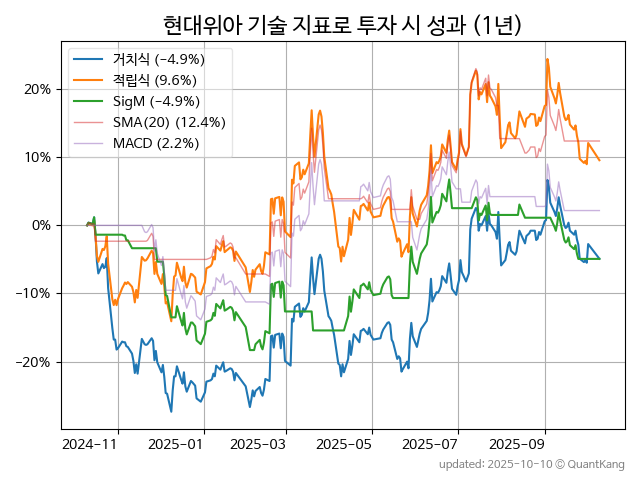 현대위아 기술 지표로 투자 시 성과 (1년)
거치식 (−4.9%)
적립식 (9.6%)
SigM (−4.9%)
SMA(20) (12.4%)
MACD (2.2%)
20%
10%
0%
−10%
−20%
2024-11
2025-01
2025-03
2025-05
2025-07
2025-09
updated: 2025-10-10 © QuantKang